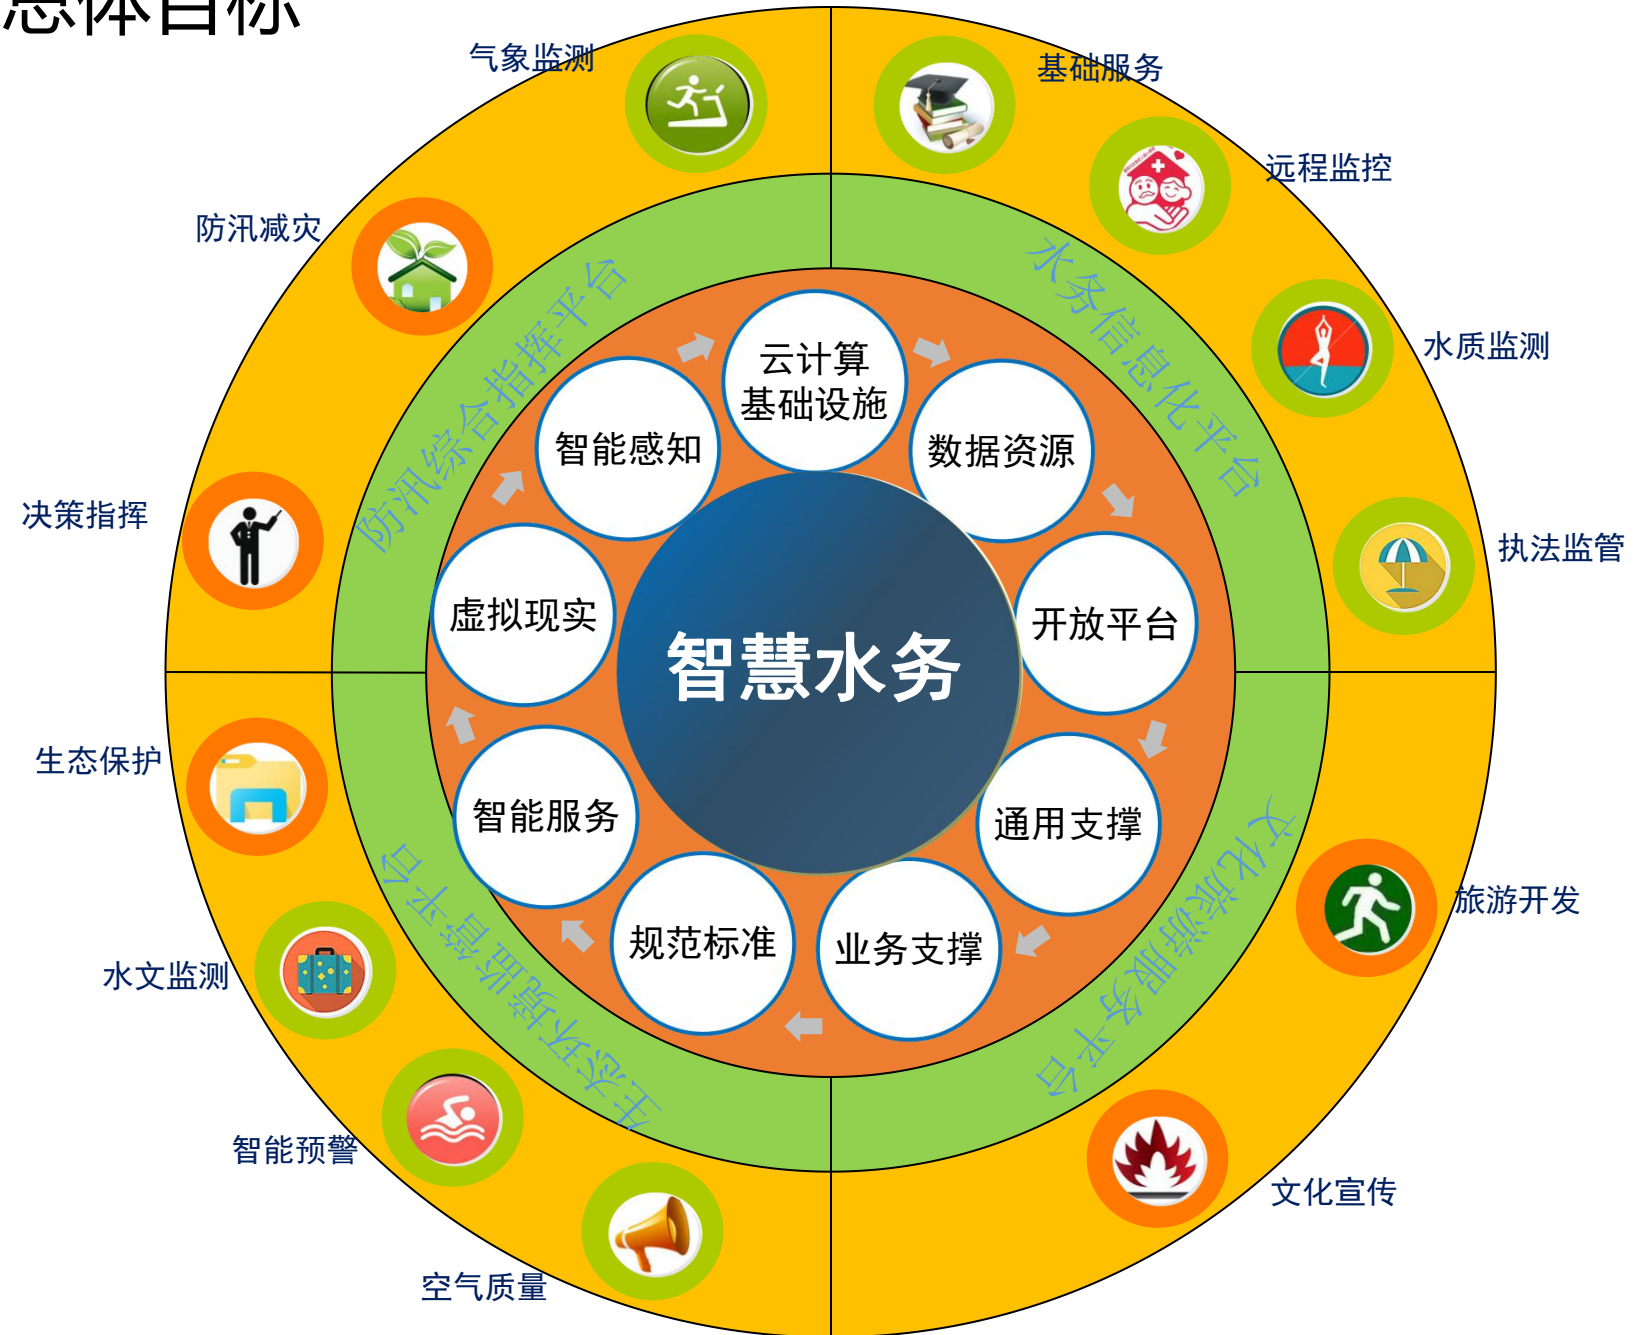 总体目标
气象监测
基础服务
远程监控
防汛减灾
水质监测
决策指挥
执法监管
生态保护
旅游开发
水文监测
智能预警
文化宣传
空气质量
防汛综合指挥平台
水务信息化平台
生态环境监管平台
文化旅游服务平台
云计算
基础设施
数据资源
开放平台
通用支撑
业务支撑
规范标准
智能服务
虚拟现实
智能感知
智慧水务